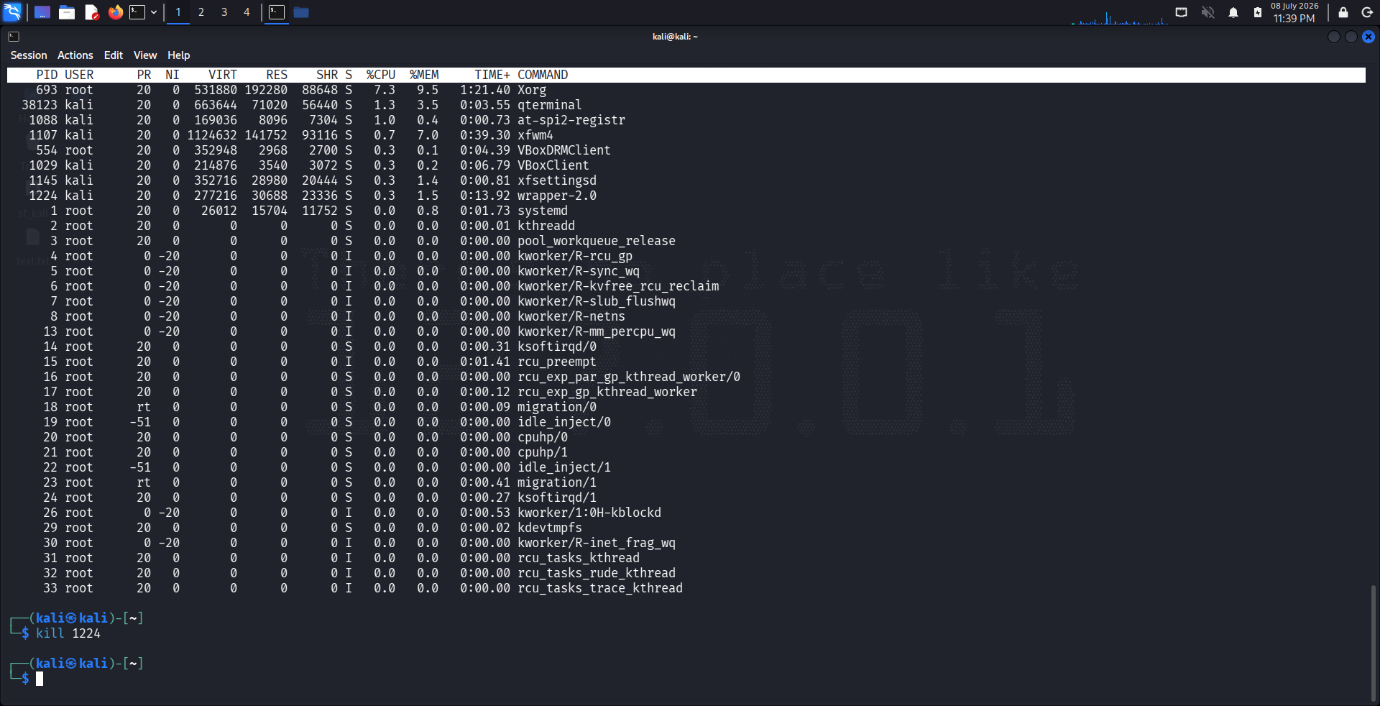 1 2 3 4
08 July 2026
11:39 PM
kali@kali: ~
Session Actions Edit View Help
PID USER PR NI VIRT RES SHR S %CPU %MEM TIME+ COMMAND
693 root 20 0 531880 192280 88648 S 7.3 9.5 1:21.40 Xorg
38123 kali 20 0 663644 71020 56440 S 1.3 3.5 0:03.55 qterminal
1088 kali 20 0 169036 8096 7304 S 1.0 0.4 0:00.73 at-spi2-registr
1107 kali 20 0 1124632 141752 93116 S 0.7 7.0 0:39.30 xfwm4
554 root 20 0 352948 2968 2700 S 0.3 0.1 0:04.39 VBoxDRMClient
1029 kali 20 0 214876 3540 3072 S 0.3 0.2 0:06.79 VBoxClient
1145 kali 20 0 352716 28980 20444 S 0.3 1.4 0:00.81 xfsettingsd
1224 kali 20 0 277216 30688 23336 S 0.3 1.5 0:13.92 wrapper-2.0
1 root 20 0 26012 15704 11752 S 0.0 0.8 0:01.73 systemd
2 root 20 0 0 0 0 S 0.0 0.0 0:00.01 kthreadd
3 root 20 0 0 0 0 S 0.0 0.0 0:00.00 pool_workqueue_release
4 root 0 -20 0 0 0 I 0.0 0.0 0:00.00 kworker/R-rcu_gp
5 root 0 -20 0 0 0 I 0.0 0.0 0:00.00 kworker/R-sync_wq
6 root 0 -20 0 0 0 I 0.0 0.0 0:00.00 kworker/R-kvfree_rcu_reclaim
7 root 0 -20 0 0 0 I 0.0 0.0 0:00.00 kworker/R-slub_flushwq
8 root 0 -20 0 0 0 I 0.0 0.0 0:00.00 kworker/R-netns
13 root 0 -20 0 0 0 I 0.0 0.0 0:00.00 kworker/R-mm_percpu_wq
14 root 20 0 0 0 0 S 0.0 0.0 0:00.31 ksoftirqd/0
15 root 20 0 0 0 0 I 0.0 0.0 0:01.41 rcu_preempt
16 root 20 0 0 0 0 S 0.0 0.0 0:00.00 rcu_exp_par_gp_kthread_worker/0
17 root 20 0 0 0 0 S 0.0 0.0 0:00.12 rcu_exp_gp_kthread_worker
18 root rt 0 0 0 0 S 0.0 0.0 0:00.09 migration/0
19 root -51 0 0 0 0 S 0.0 0.0 0:00.00 idle_inject/0
20 root 20 0 0 0 0 S 0.0 0.0 0:00.00 cpuhp/0
21 root 20 0 0 0 0 S 0.0 0.0 0:00.00 cpuhp/1
22 root -51 0 0 0 0 S 0.0 0.0 0:00.00 idle_inject/1
23 root rt 0 0 0 0 S 0.0 0.0 0:00.41 migration/1
24 root 20 0 0 0 0 S 0.0 0.0 0:00.27 ksoftirqd/1
26 root 0 -20 0 0 0 I 0.0 0.0 0:00.53 kworker/1:0H-kblockd
29 root 20 0 0 0 0 S 0.0 0.0 0:00.02 kdevtmpfs
30 root 0 -20 0 0 0 I 0.0 0.0 0:00.00 kworker/R-inet_frag_wq
31 root 20 0 0 0 0 I 0.0 0.0 0:00.00 rcu_tasks_kthread
32 root 20 0 0 0 0 I 0.0 0.0 0:00.00 rcu_tasks_rude_kthread
33 root 20 0 0 0 0 I 0.0 0.0 0:00.00 rcu_tasks_trace_kthread
┌──(kali㉿kali)-[~]
└─$ kill 1224
┌──(kali㉿kali)-[~]
└─$
place like